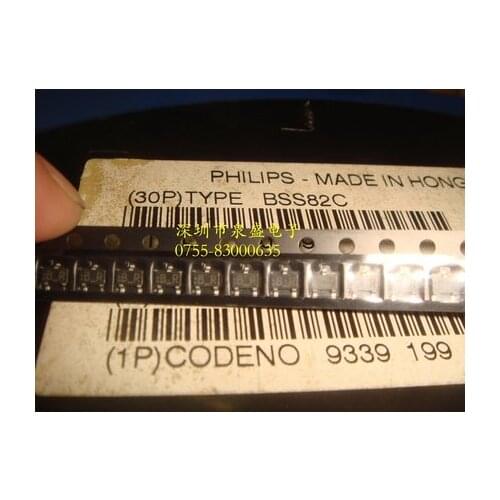 PHILIPS - MADE IN HONG
(30P)TYPE BSS82C
深圳市泉盛电子
0755-83000635
(1P)CODENO 9339 199